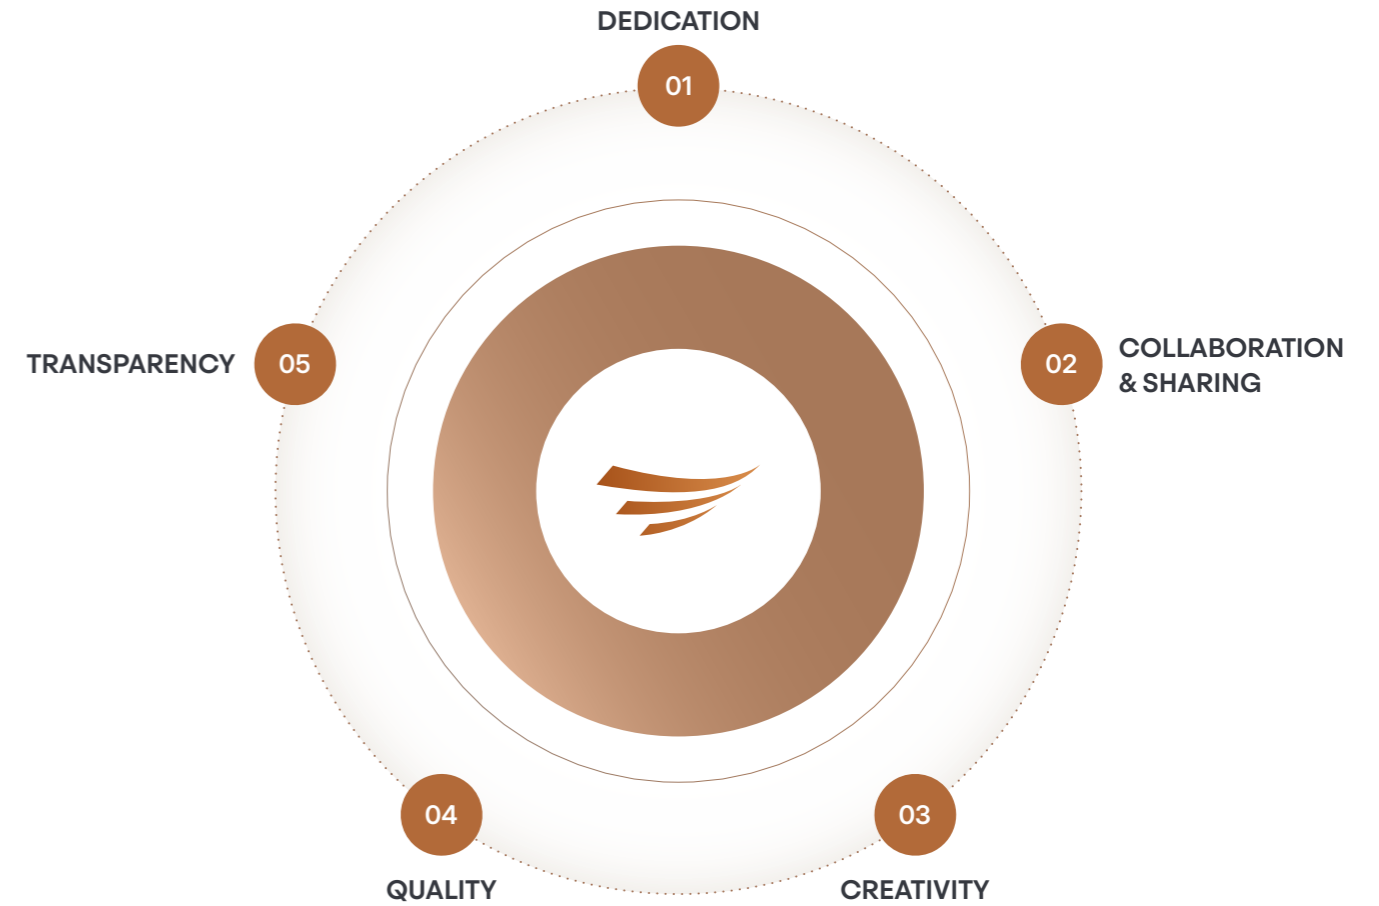 DEDICATION
01
02
COLLABORATION
& SHARING
03
CREATIVITY
04
QUALITY
TRANSPARENCY
05